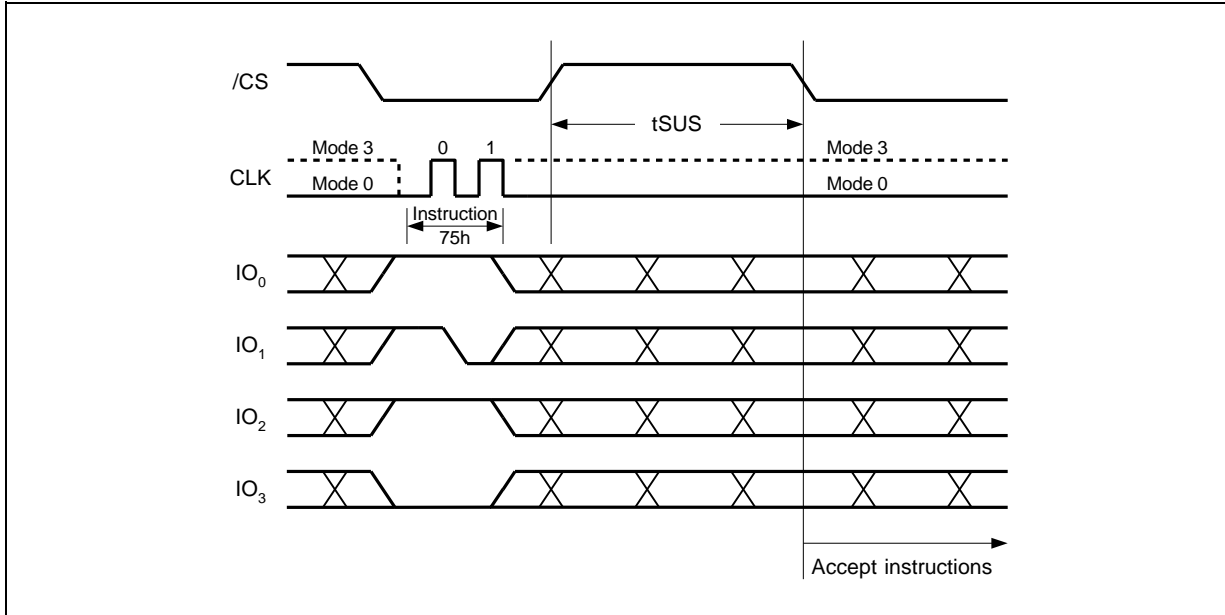 /CS
tSUS
Mode 3 0 1 Mode 3
CLK
Mode 0 Mode 0
Instruction
75h
IO0
IO1
IO2
IO3
Accept instructions